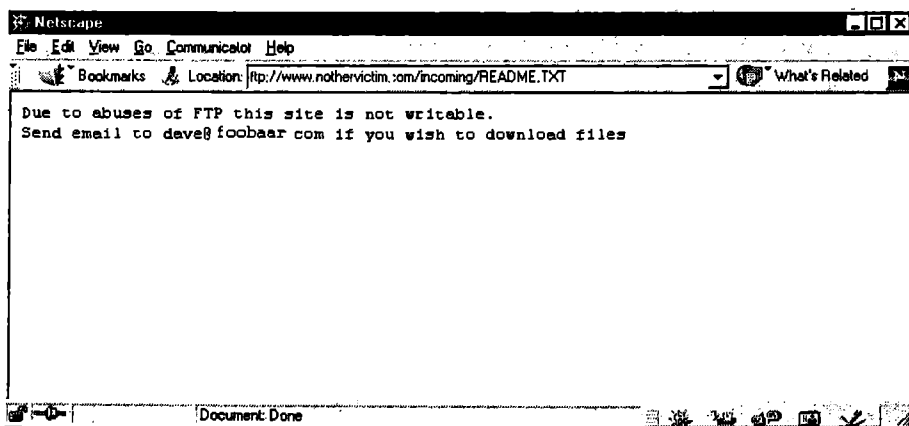 Netscape
File Edit View Go Communicator Help
Bookmarks Location: ftp://www.nothervictim.com/incoming/README.TXT What's Related
Due to abuses of FTP this site is not writable.
Send email to dave@foobaar com if you wish to download files
Document: Done